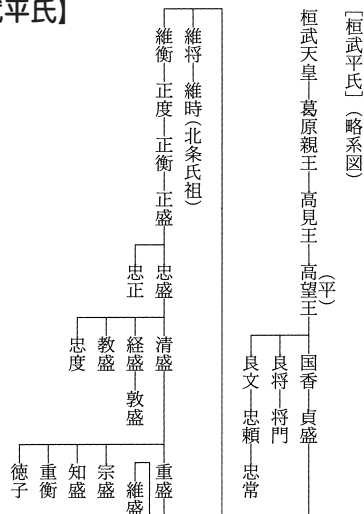 武平氏】
［桓武平氏］（略系図）
桓武天皇―葛原親王―高見王―高望王（平）
国香―貞盛
良将―将門
良文―忠頼―忠常
維将―維時（北条氏祖）
維衡―正度―正衡―正盛
忠盛
忠正
清盛
経盛―敦盛
教盛
忠度
重盛
維盛
宗盛
知盛
重衡
徳子